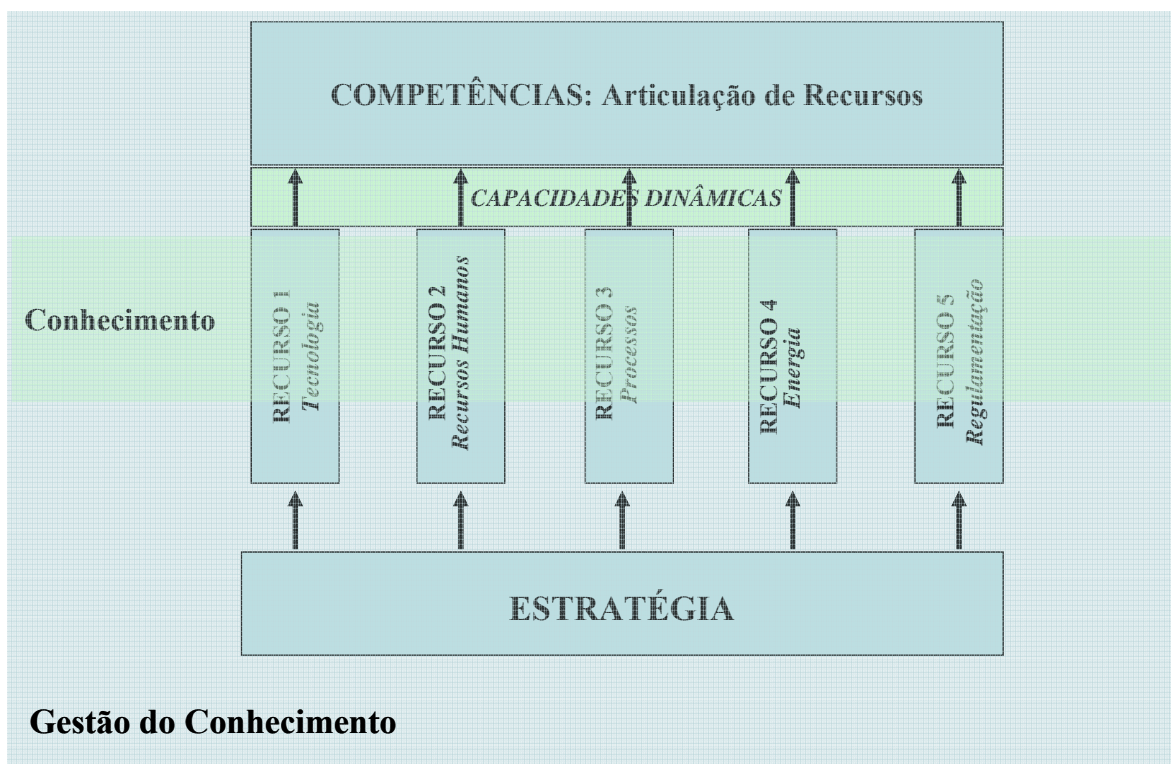 COMPETÊNCIAS: Articulação de Recursos
CAPACIDADES DINÂMICAS
Conhecimento
RECURSO 1
Tecnologia
RECURSO 2
Recursos Humanos
RECURSO 3
Processos
RECURSO 4
Energia
RECURSO 5
Regulamentação
ESTRATÉGIA
Gestão do Conhecimento